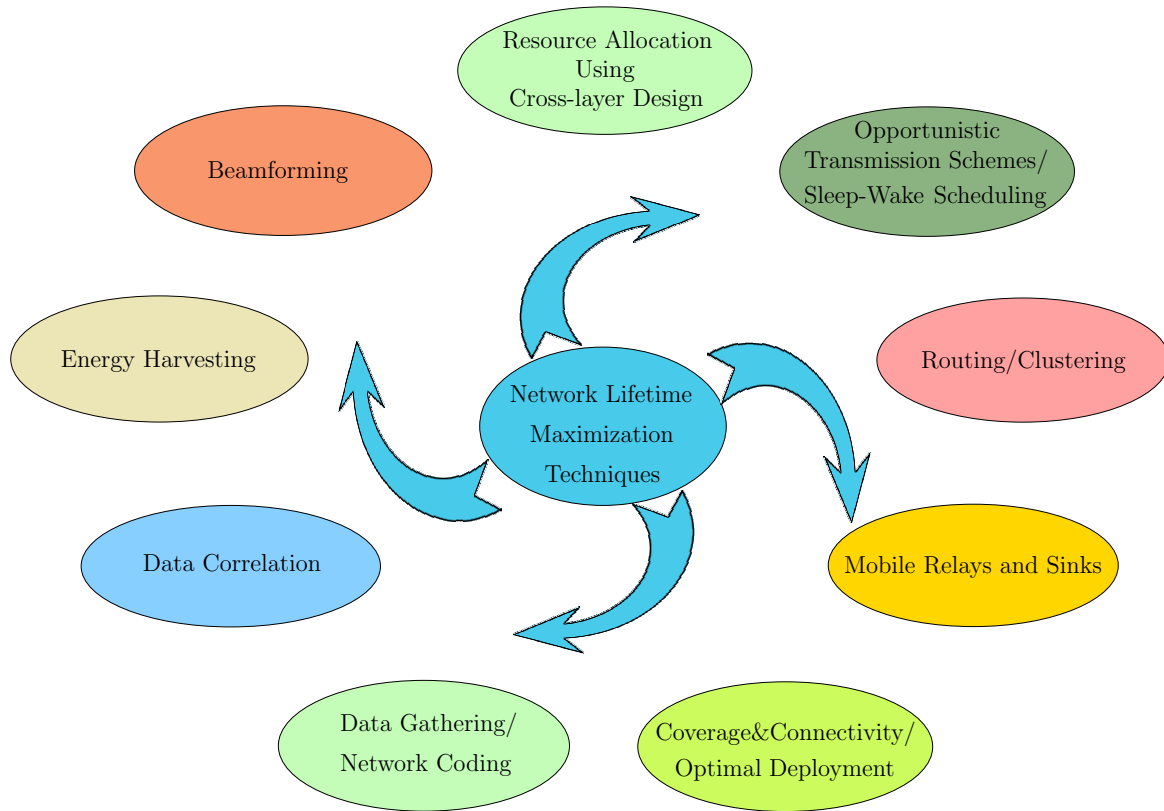 Resource Allocation
Using
Cross-layer Design
Opportunistic
Transmission Schemes/
Sleep-Wake Scheduling
Beamforming
Energy Harvesting
Routing/Clustering
Network Lifetime
Maximization
Techniques
Data Correlation
Mobile Relays and Sinks
Data Gathering/
Network Coding
Coverage&Connectivity/
Optimal Deployment